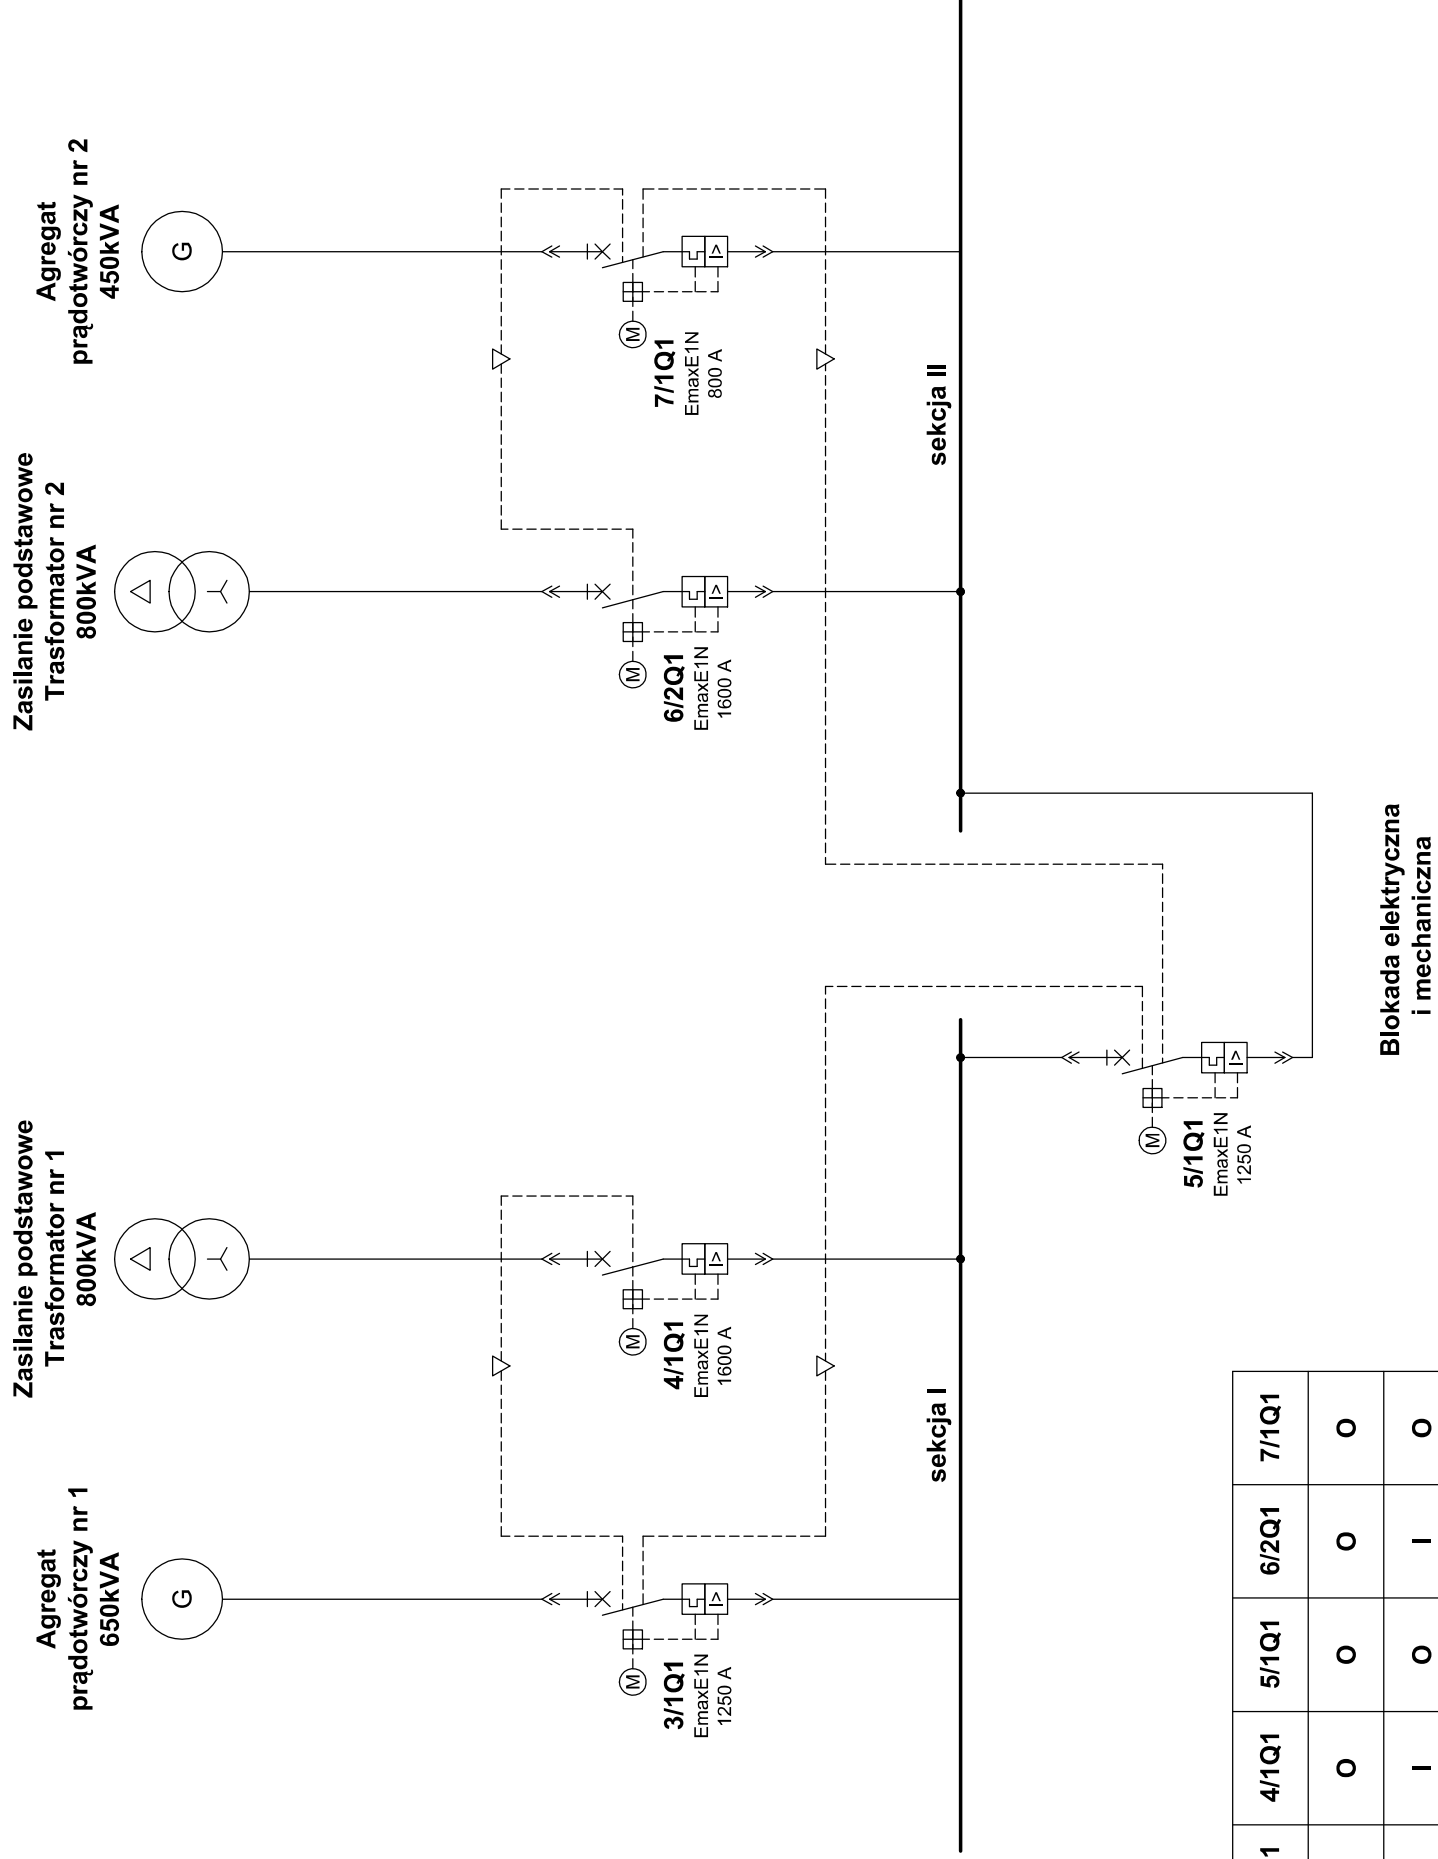 Agregat
prądotwórczy nr 1
650kVA
G
Zasilanie podstawowe
Trasformator nr 1
800kVA
Zasilanie podstawowe
Trasformator nr 2
800kVA
Agregat
prądotwórczy nr 2
450kVA
G
M
I>
3/1Q1
EmaxE1N
1250 A
M
I>
4/1Q1
EmaxE1N
1600 A
M
I>
6/2Q1
EmaxE1N
1600 A
M
I>
7/1Q1
EmaxE1N
800 A
sekcja I
sekcja II
M
I>
5/1Q1
EmaxE1N
1250 A
1 4/1Q1 5/1Q1 6/2Q1 7/1Q1
O O O O
I O I O
Blokada elektryczna
i mechaniczna